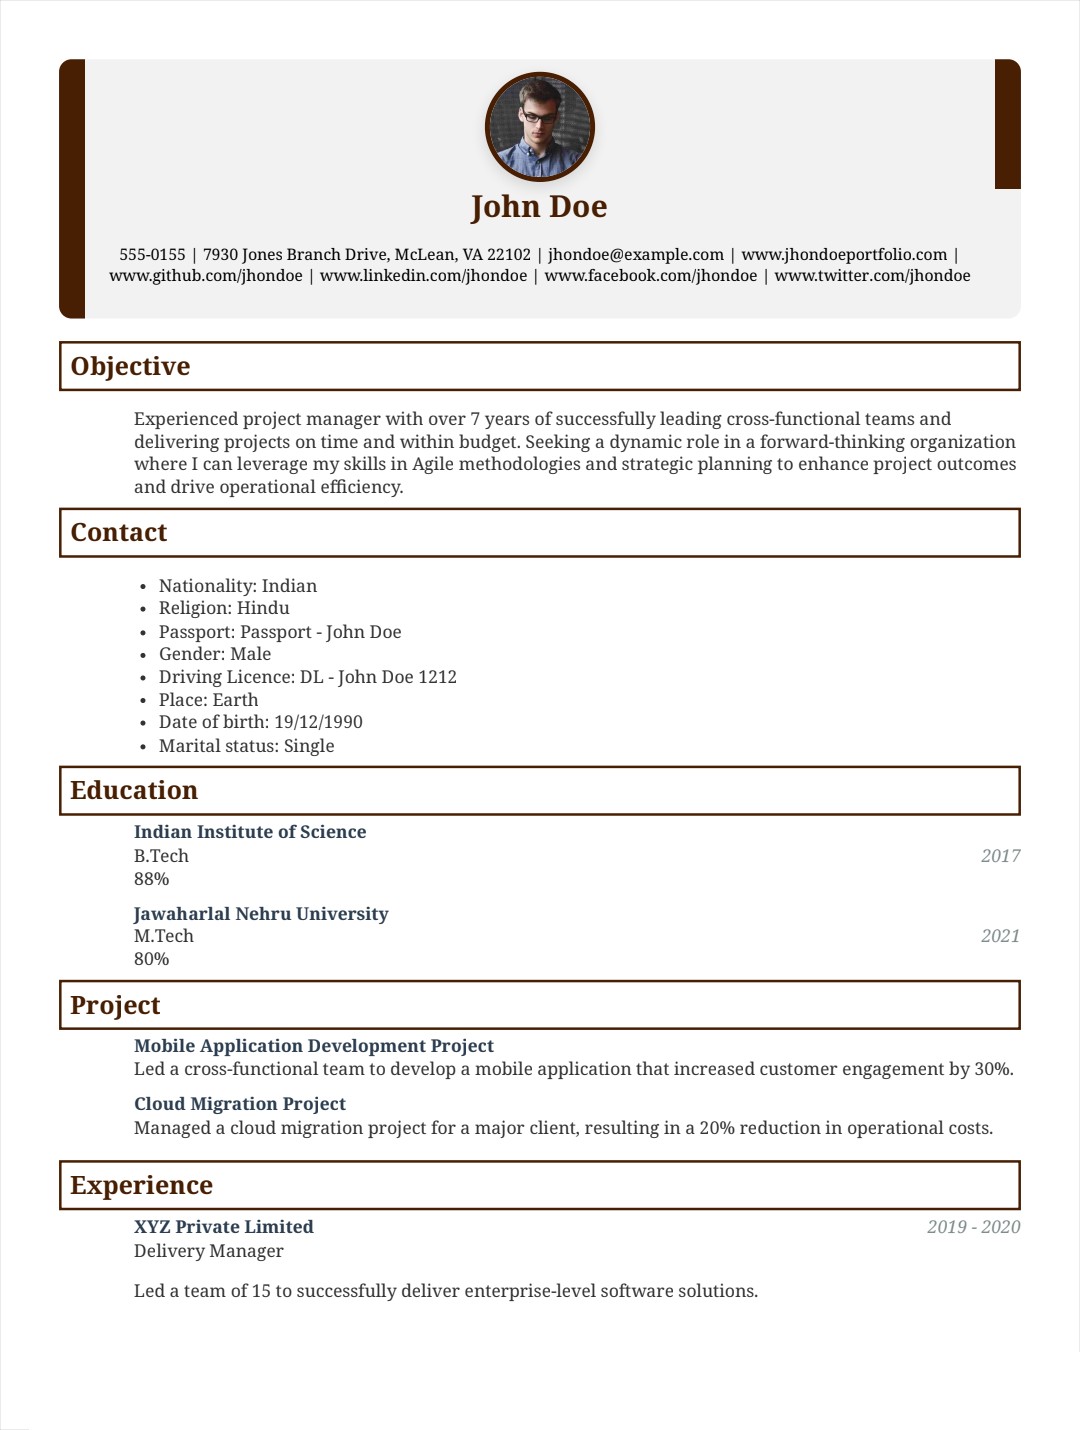 John Doe
555-0155 | 7930 Jones Branch Drive, McLean, VA 22102 | jhondoe@example.com | www.jhondoeportfolio.com |
www.github.com/jhondoe | www.linkedin.com/jhondoe | www.facebook.com/jhondoe | www.twitter.com/jhondoe
Objective
Experienced project manager with over 7 years of successfully leading cross-functional teams and
delivering projects on time and within budget. Seeking a dynamic role in a forward-thinking organization
where I can leverage my skills in Agile methodologies and strategic planning to enhance project outcomes
and drive operational efficiency.
Contact
• Nationality: Indian
• Religion: Hindu
• Passport: Passport - John Doe
• Gender: Male
• Driving Licence: DL - John Doe 1212
• Place: Earth
• Date of birth: 19/12/1990
• Marital status: Single
Education
Indian Institute of Science
B.Tech 2017
88%
Jawaharlal Nehru University
M.Tech 2021
80%
Project
Mobile Application Development Project
Led a cross-functional team to develop a mobile application that increased customer engagement by 30%.
Cloud Migration Project
Managed a cloud migration project for a major client, resulting in a 20% reduction in operational costs.
Experience
XYZ Private Limited 2019 - 2020
Delivery Manager
Led a team of 15 to successfully deliver enterprise-level software solutions.